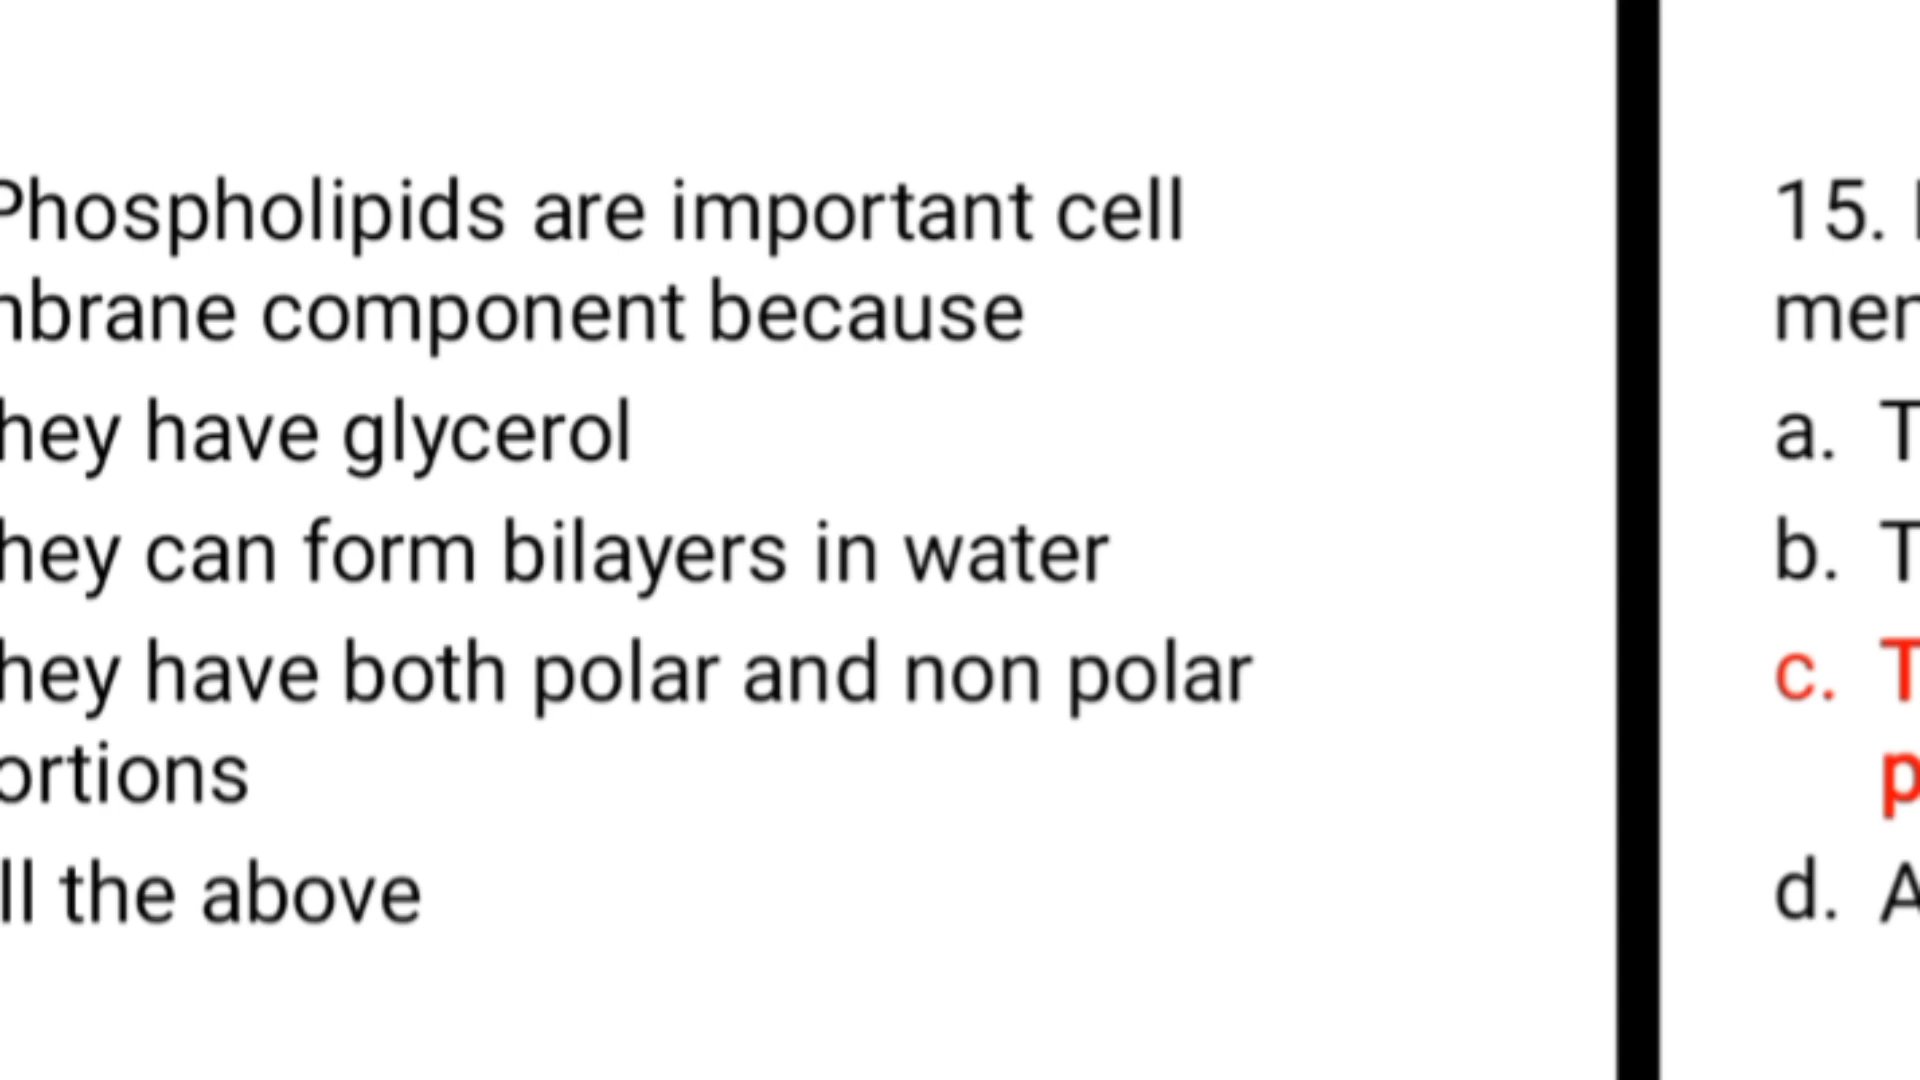 Phospholipids are important cell
mbrane component because
hey have glycerol
hey can form bilayers in water
hey have both polar and non polar
ortions
ll the above
15.
mer
a. T
b. T
c. T
p
d. A